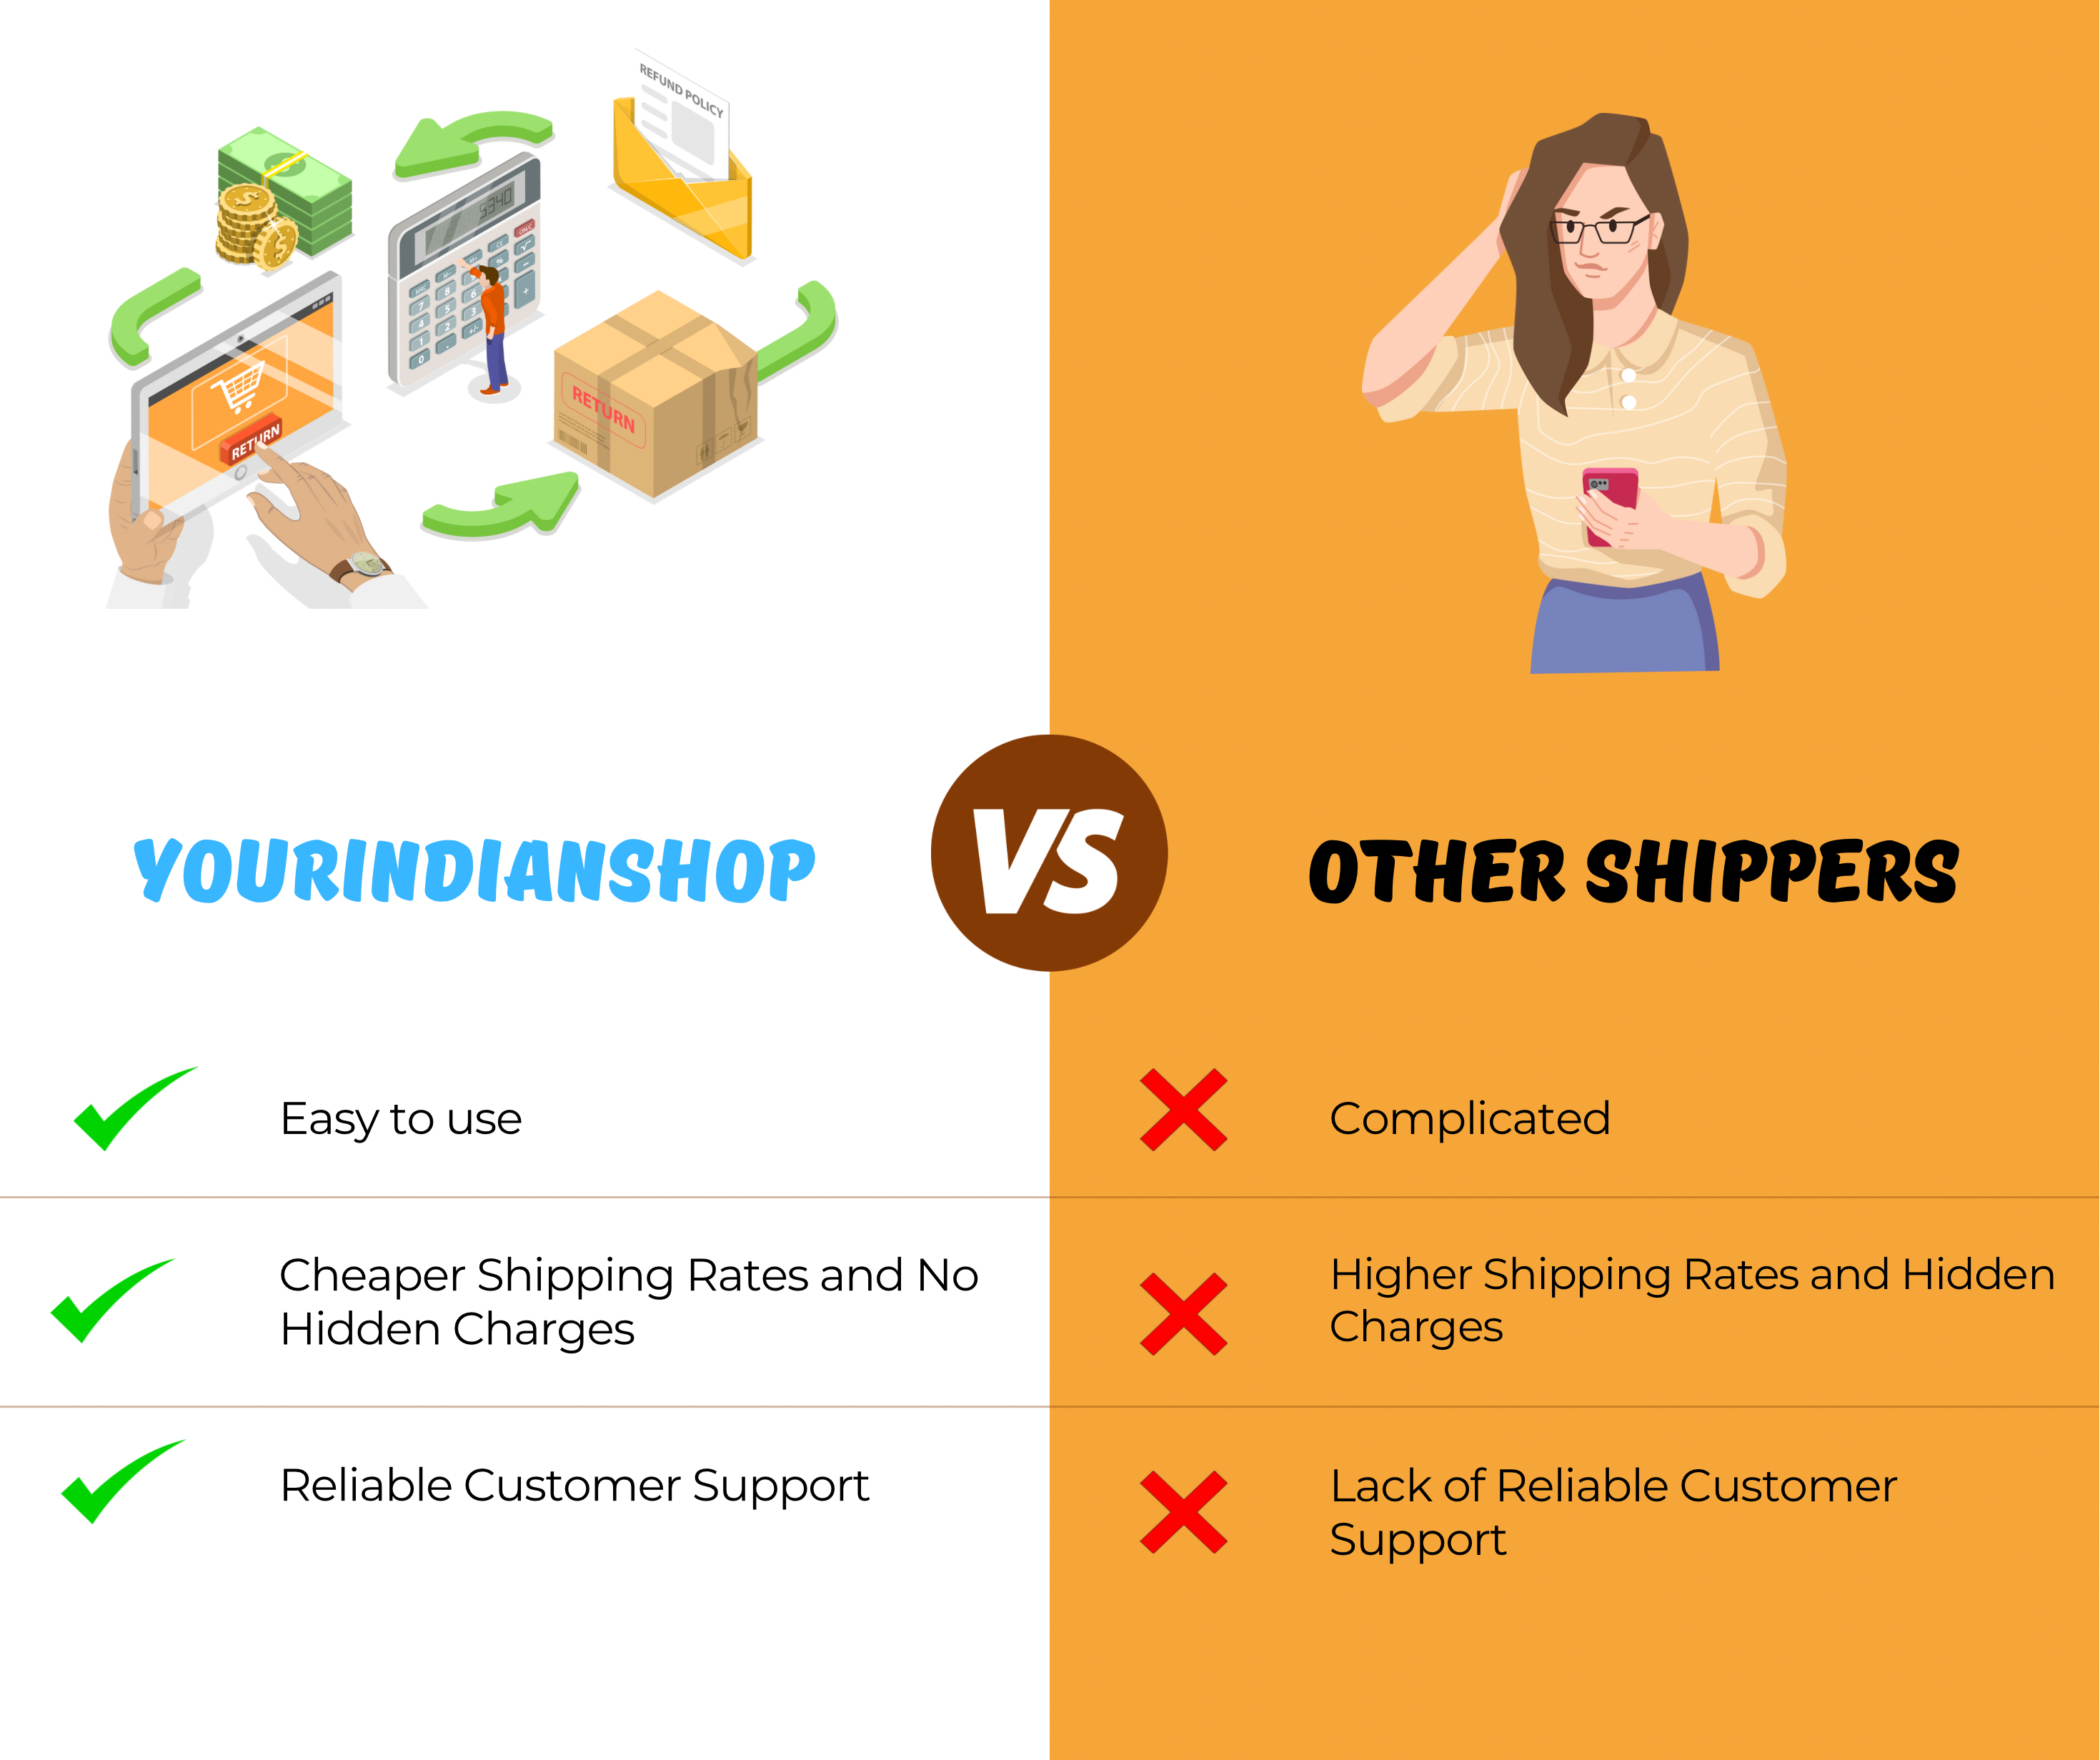 REFUND POLICY
5340
RETURN
RETURN
YOURINDIANSHOP
VS
OTHER SHIPPERS
Easy to use
Complicated
Cheaper Shipping Rates and No
Hidden Charges
Higher Shipping Rates and Hidden
Charges
Reliable Customer Support
Lack of Reliable Customer
Support